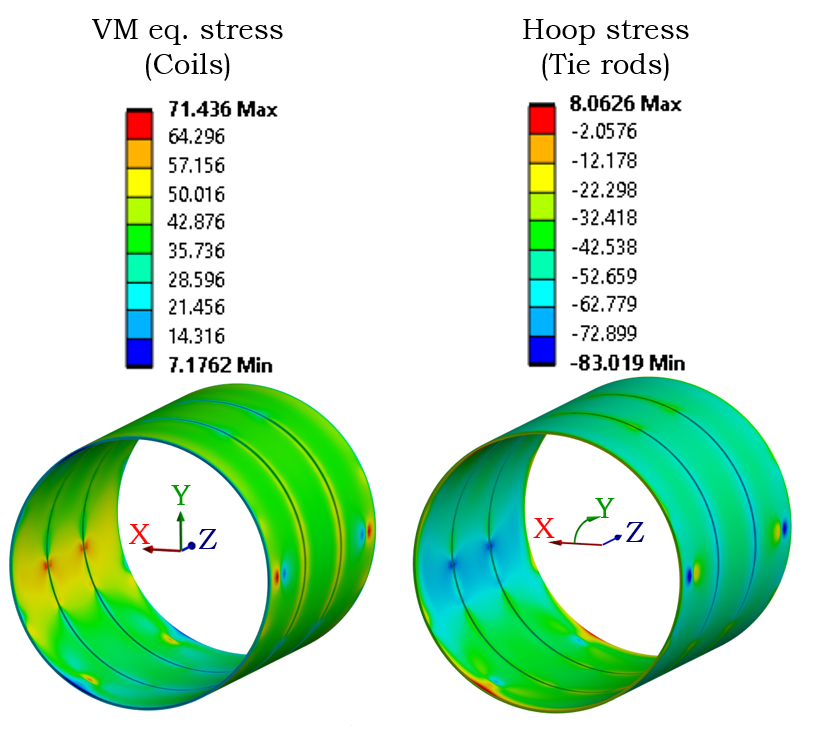 VM eq. stress
(Coils)
71.436 Max
64.296
57.156
50.016
42.876
35.736
28.596
21.456
14.316
7.1762 Min
Y
X
Z
Hoop stress
(Tie rods)
8.0626 Max
-2.0576
-12.178
-22.298
-32.418
-42.538
-52.659
-62.779
-72.899
-83.019 Min
Y
X
Z